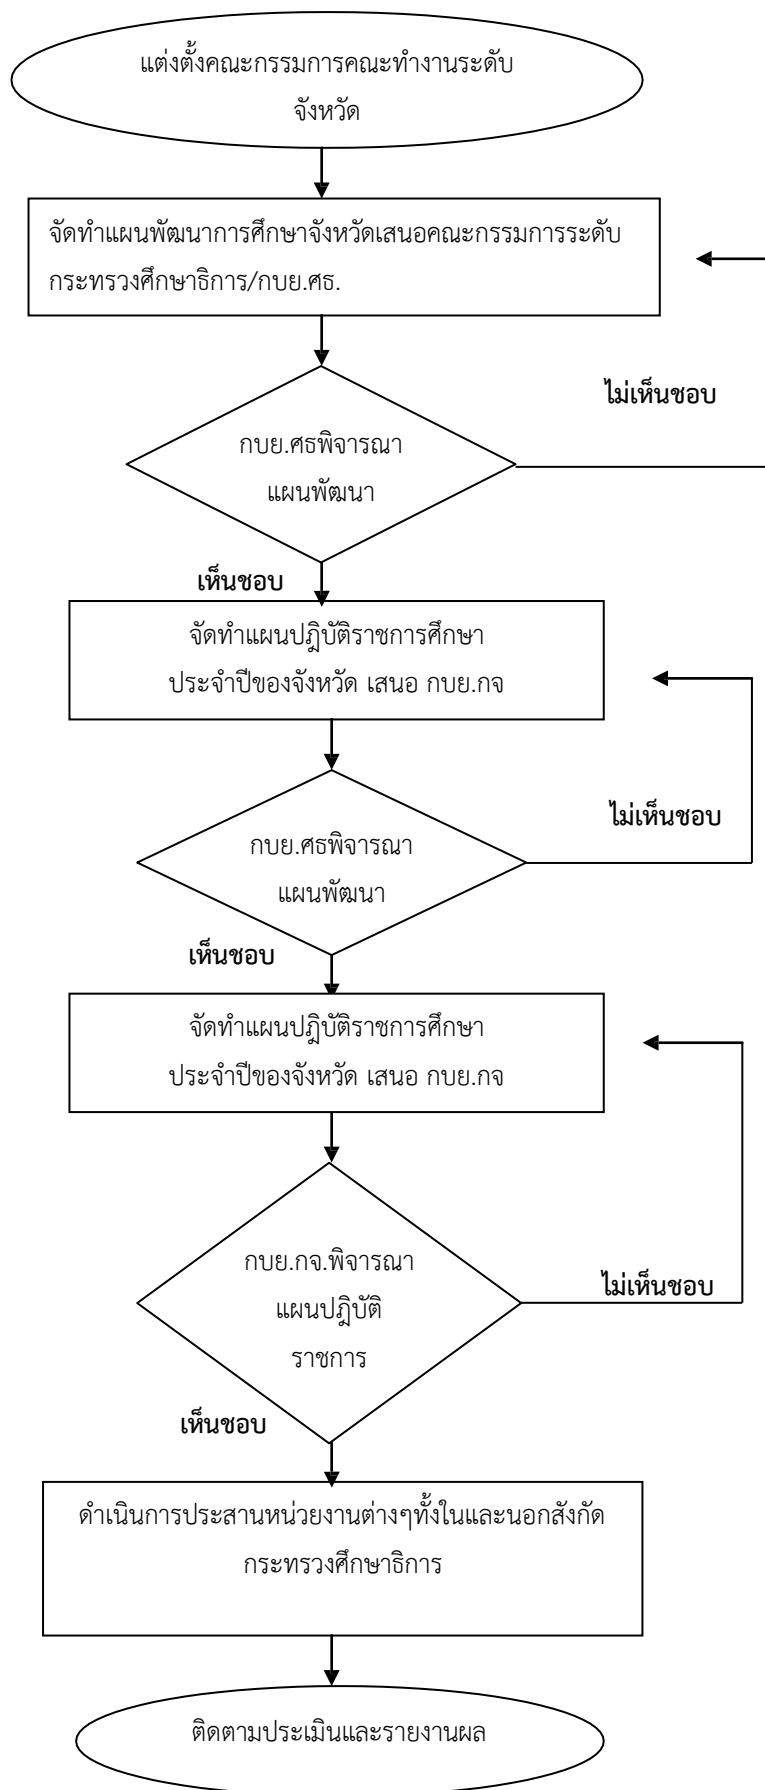 แต่งตั้งคณะกรรมการคณะทำงานระดับ
จังหวัด
จัดทำแผนพัฒนาการศึกษาจังหวัดเสนอคณะกรรมการระดับ
กระทรวงศึกษาธิการ/กบย.ศธ.
ไม่เห็นชอบ
กบย.ศธพิจารณา
แผนพัฒนา
เห็นชอบ
จัดทำแผนปฏิบัติราชการศึกษา
ประจำปีของจังหวัด เสนอ กบย.กจ
ไม่เห็นชอบ
กบย.ศธพิจารณา
แผนพัฒนา
เห็นชอบ
จัดทำแผนปฏิบัติราชการศึกษา
ประจำปีของจังหวัด เสนอ กบย.กจ
กบย.กจ.พิจารณา
ไม่เห็นชอบ
แผนปฏิบัติ
ราชการ
เห็นชอบ
ดำเนินการประสานหน่วยงานต่างๆทั้งในและนอกสังกัด
กระทรวงศึกษาธิการ
ติดตามประเมินและรายงานผล